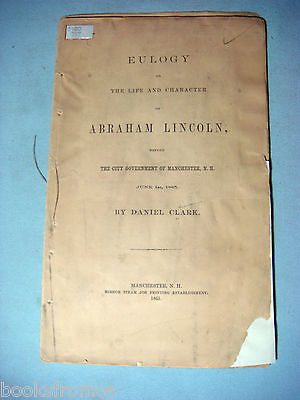 EULOGY
ON
THE LIFE AND CHARACTER
OF
ABRAHAM LINCOLN,
BEFORE
THE CITY GOVERNMENT OF MANCHESTER, N. H.
JUNE 1st, 1865.
BY DANIEL CLARK.
MANCHESTER, N. H.
MIRROR STEAM JOB PRINTING ESTABLISHMENT.
1865.